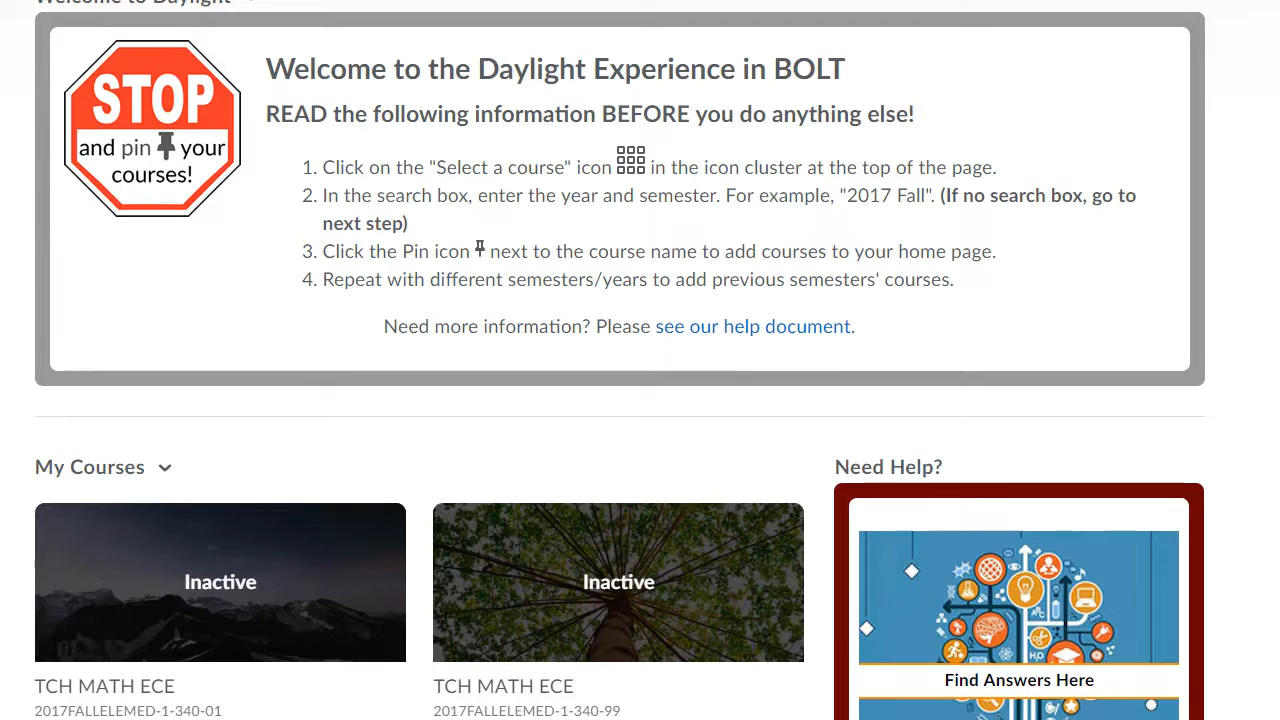 Welcome to Daylight
STOP
and pin your
courses!
Welcome to the Daylight Experience in BOLT
READ the following information BEFORE you do anything else!
1. Click on the "Select a course" icon in the icon cluster at the top of the page.
2. In the search box, enter the year and semester. For example, "2017 Fall". (If no search box, go to
next step)
3. Click the Pin icon next to the course name to add courses to your home page.
4. Repeat with different semesters/years to add previous semesters' courses.
Need more information? Please see our help document.
My Courses
Need Help?
Inactive
Inactive
Find Answers Here
TCH MATH ECE
TCH MATH ECE
2017FALLELEMED-1-340-01
2017FALLELEMED-1-340-99